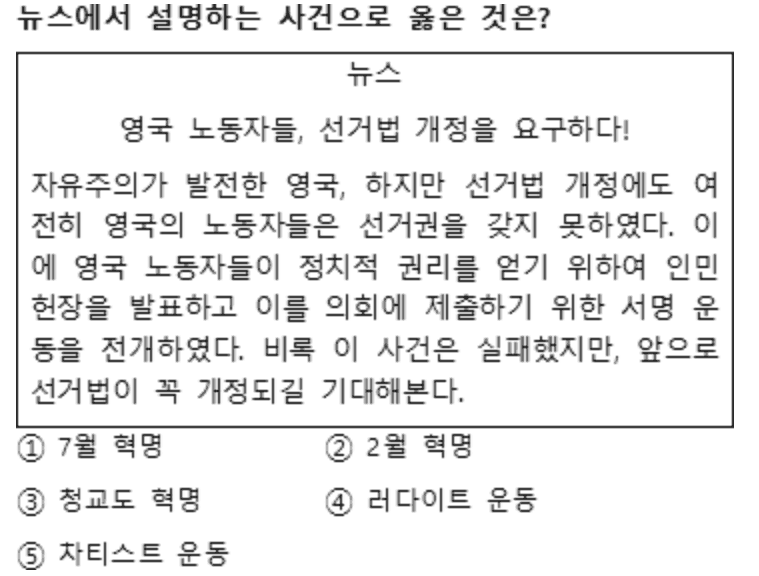 뉴스에서 설명하는 사건으로 옳은 것은?
뉴스
영국 노동자들, 선거법 개정을 요구하다!
자유주의가 발전한 영국, 하지만 선거법 개정에도 여
전히 영국의 노동자들은 선거권을 갖지 못하였다. 이
에 영국 노동자들이 정치적 권리를 얻기 위하여 인민
헌장을 발표하고 이를 의회에 제출하기 위한 서명 운
동을 전개하였다. 비록 이 사건은 실패했지만, 앞으로
선거법이 꼭 개정되길 기대해본다.
① 7월 혁명 ② 2월 혁명
③ 청교도 혁명 ④ 러다이트 운동
⑤ 차티스트 운동